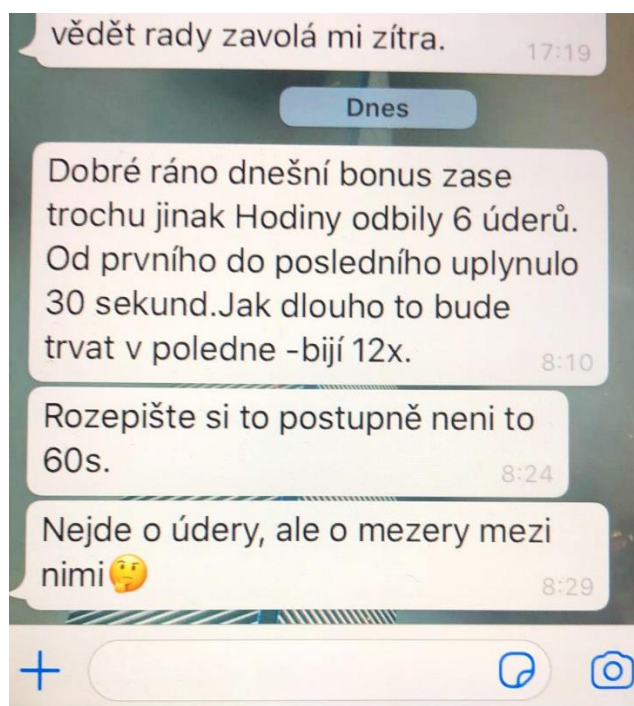 vědět rady zavolá mi zítra.
17:19
Dnes
Dobré ráno dnešní bonus zase
trochu jinak Hodiny odbily 6 úderů.
Od prvního do posledního uplynulo
30 sekund.Jak dlouho to bude
trvat v poledne -bijí 12x.
8:10
Rozepište si to postupně neni to
60s.
8:24
Nejde o údery, ale o mezery mezi
nimi🤔
8:29